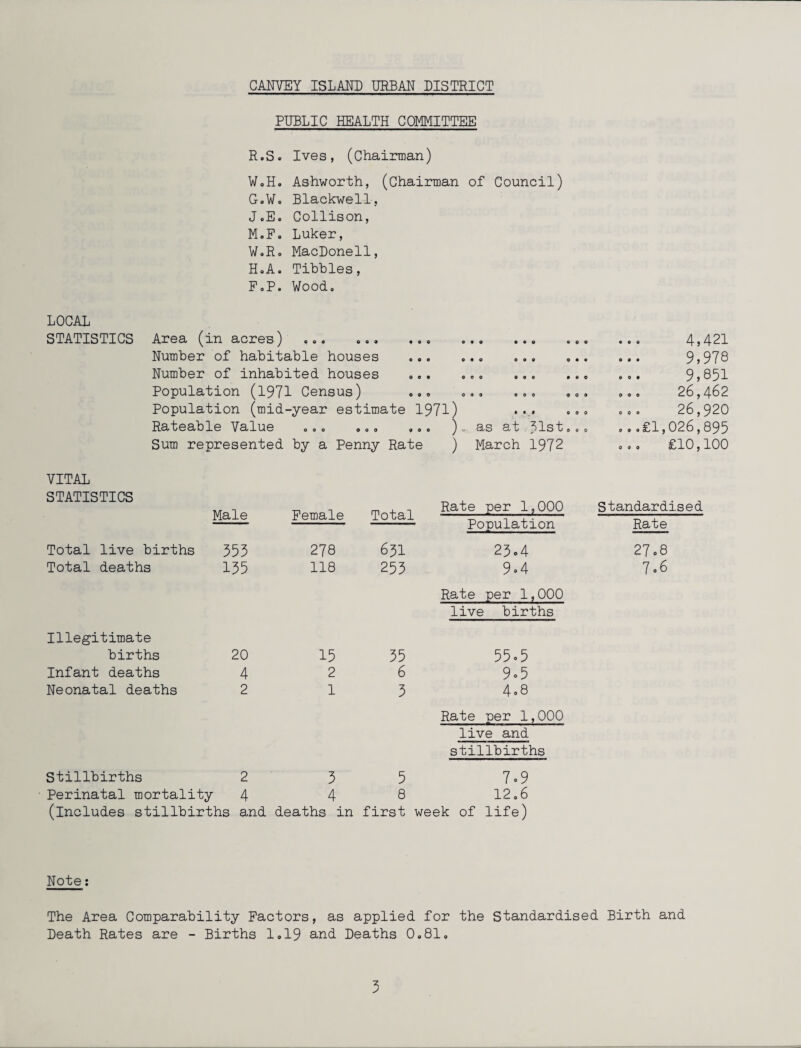 CANVEY ISLAND URBAN DISTRICT
PUBLIC HEALTH COMMITTEE
R.S. Ives, (Chairman)
W.H. Ashworth, (Chairman of Council)
G.W. Blackwell,
J.E. Collison,
M.F. Luker,
W.R. MacDonell,
H.A. Tibbles,
F.P. Wood.
LOCAL
STATISTICS Area (in acres) ... ... ... ... ... ... ... 4,421
Number of habitable houses ... ... ... ... ... 9,978
Number of inhabited houses ... ... ... ... ... 9,851
Population (1971 Census) ... ... ... ... ... 26,462
Population (mid-year estimate 1971) ... ... ... 26,920
Rateable Value ... ... ... ). as at 31st... ...£1,026,895
Sum represented by a Penny Rate ) March 1972 ... £10,100
VITAL
STATISTICS
Male Female Total Rate per 1,000 Population Standardised Rate
Total live births 353 278 631 23.4 27.8
Total deaths 135 118 253 9.4 7.6
Rate per 1,000
live births
Illegitimate
births 20 15 35 55.5
Infant deaths 4 2 6 9.5
Neonatal deaths 2 1 3 4.8
Rate per 1,000
live and
stillbirths
Stillbirths 2 3 5 7.9
Perinatal mortality 4 4 8 12.6
(Includes stillbirths and deaths in first week of life)
Note:
The Area Comparability Factors, as applied for the Standardised Birth and
Death Rates are - Births 1.19 and Deaths 0.81.
3